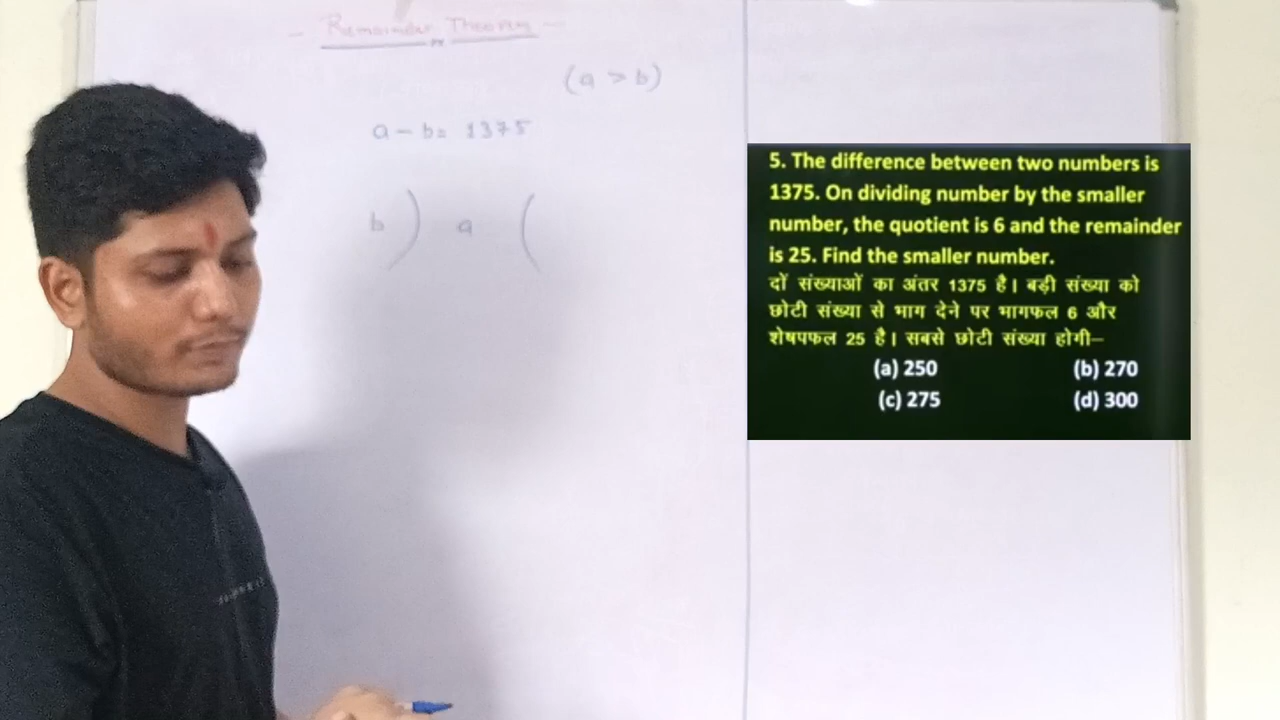 - Remainder Theorem -
(a > b)
a - b = 1375
b ) a (
5. The difference between two numbers is
1375. On dividing number by the smaller
number, the quotient is 6 and the remainder
is 25. Find the smaller number.
दों संख्याओं का अंतर 1375 है। बड़ी संख्या को
छोटी संख्या से भाग देने पर भागफल 6 और
शेषपफल 25 है। सबसे छोटी संख्या होगी–
(a) 250 (b) 270
(c) 275 (d) 300